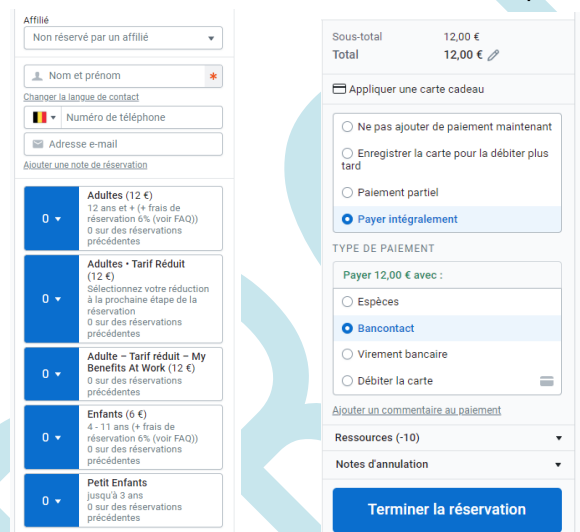 Affilié
Non réservé par un affilié
Nom et prénom *
Changer la langue de contact
Numéro de téléphone
Adresse e-mail
Ajouter une note de réservation
0
Adultes (12 €)
12 ans et + (+ frais de
réservation 6% (voir FAQ))
0 sur des réservations
précédentes
0
Adultes • Tarif Réduit
(12 €)
Sélectionnez votre réduction
à la prochaine étape de la
réservation
0 sur des réservations
précédentes
0
Adulte – Tarif réduit – My
Benefits At Work (12 €)
0 sur des réservations
précédentes
0
Enfants (6 €)
4 - 11 ans (+ frais de
réservation 6% (voir FAQ))
0 sur des réservations
précédentes
0
Petit Enfants
jusqu'à 3 ans
0 sur des réservations
précédentes
Sous-total 12,00 €
Total 12,00 €
Appliquer une carte cadeau
Ne pas ajouter de paiement maintenant
Enregistrer la carte pour la débiter plus
tard
Paiement partiel
Payer intégralement
TYPE DE PAIEMENT
Payer 12,00 € avec :
Espèces
Bancontact
Virement bancaire
Débiter la carte
Ajouter un commentaire au paiement
Ressources (-10)
Notes d'annulation
Terminer la réservation